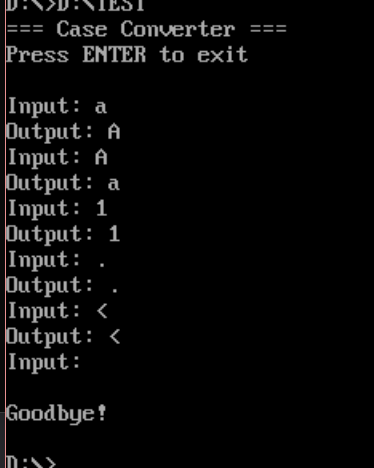 D:\>D:\TEST
=== Case Converter ===
Press ENTER to exit
Input: a
Output: A
Input: A
Output: a
Input: 1
Output: 1
Input: .
Output: .
Input: <
Output: <
Input:
Goodbye!
D:\>